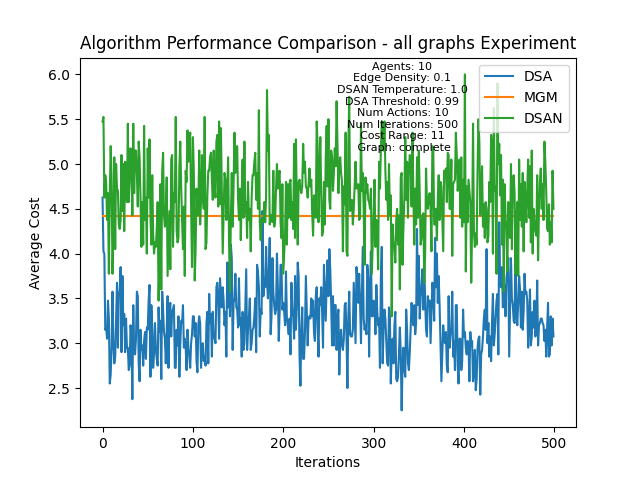 Algorithm Performance Comparison - all graphs Experiment
Agents: 10
Edge Density: 0.1
DSAN Temperature: 1.0
DSA Threshold: 0.99
Num Actions: 10
Num Iterations: 500
Cost Range: 11
Graph: complete
DSA
MGM
DSAN
6.0
5.5
5.0
4.5
4.0
3.5
3.0
2.5
Average Cost
0
100
200
300
400
500
Iterations